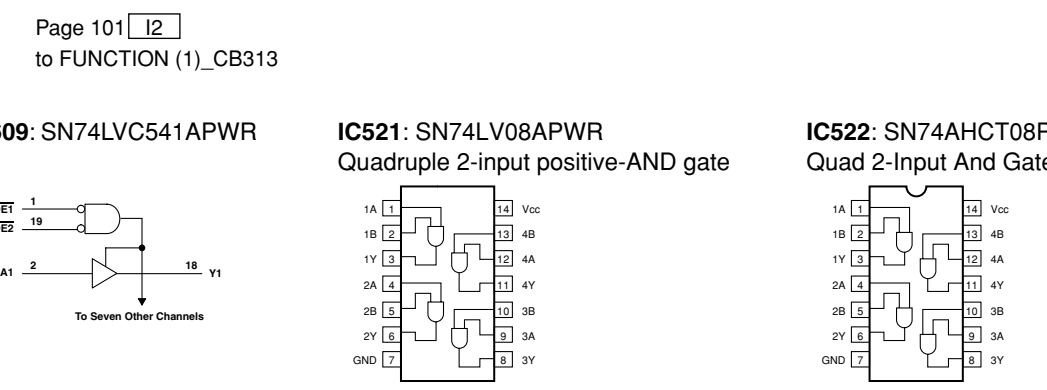 Page 101 I2
to FUNCTION (1)_CB313
609: SN74LVC541APWR
E1 1
E2 19
A1 2
18 Y1
To Seven Other Channels
IC521: SN74LV08APWR
Quadruple 2-input positive-AND gate
1A 1 14 Vcc
1B 2 13 4B
1Y 3 12 4A
2A 4 11 4Y
2B 5 10 3B
2Y 6 9 3A
GND 7 8 3Y
IC522: SN74AHCT08P
Quad 2-Input And Gate
1A 1 14 Vcc
1B 2 13 4B
1Y 3 12 4A
2A 4 11 4Y
2B 5 10 3B
2Y 6 9 3A
GND 7 8 3Y